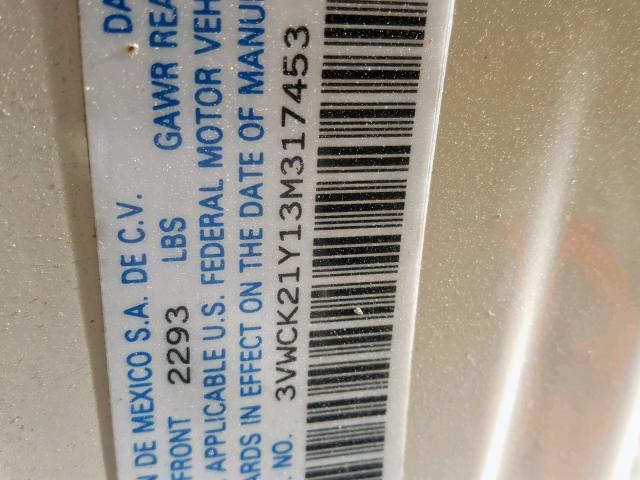 DA
N DE MEXICO S.A. DE C.V.
FRONT 2293 LBS GAWR REA
APPLICABLE U.S. FEDERAL MOTOR VEH
ARDS IN EFFECT ON THE DATE OF MANU
. NO. 3VWCK21Y13M317453